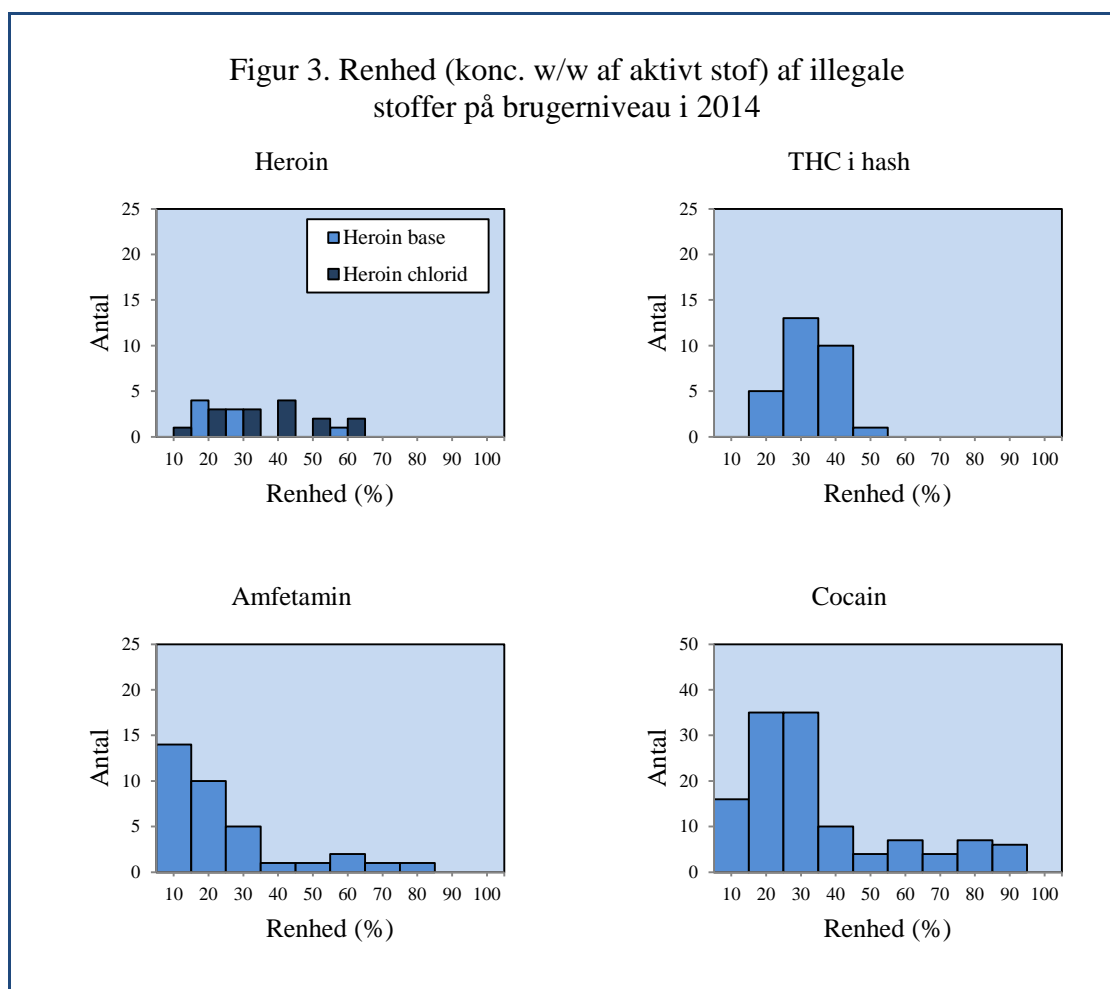 Figur 3. Renhed (konc. w/w af aktivt stof) af illegale
stoffer på brugerniveau i 2014
Heroin
25
20
15
10
5
0
Antal
Heroin base
Heroin chlorid
10 20 30 40 50 60 70 80 90 100
Renhed (%)
THC i hash
25
20
15
10
5
0
Antal
10 20 30 40 50 60 70 80 90 100
Renhed (%)
Amfetamin
25
20
15
10
5
0
Antal
10 20 30 40 50 60 70 80 90 100
Renhed (%)
Cocain
50
40
30
20
10
0
Antal
10 20 30 40 50 60 70 80 90 100
Renhed (%)